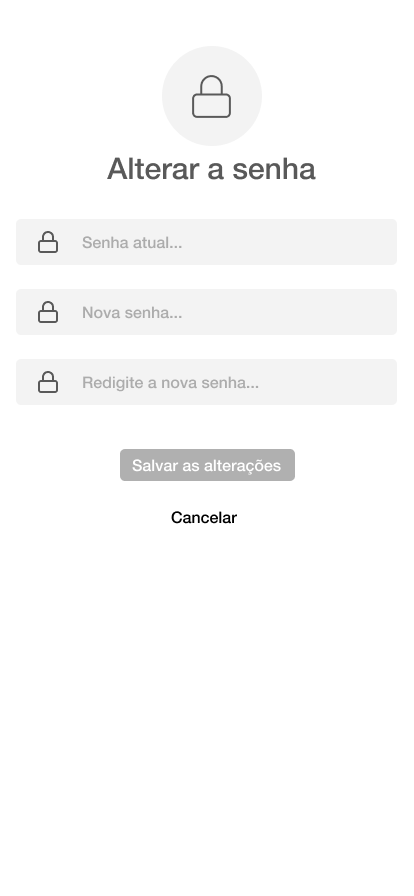 Alterar a senha
Senha atual...
Nova senha...
Redigite a nova senha...
Salvar as alterações
Cancelar